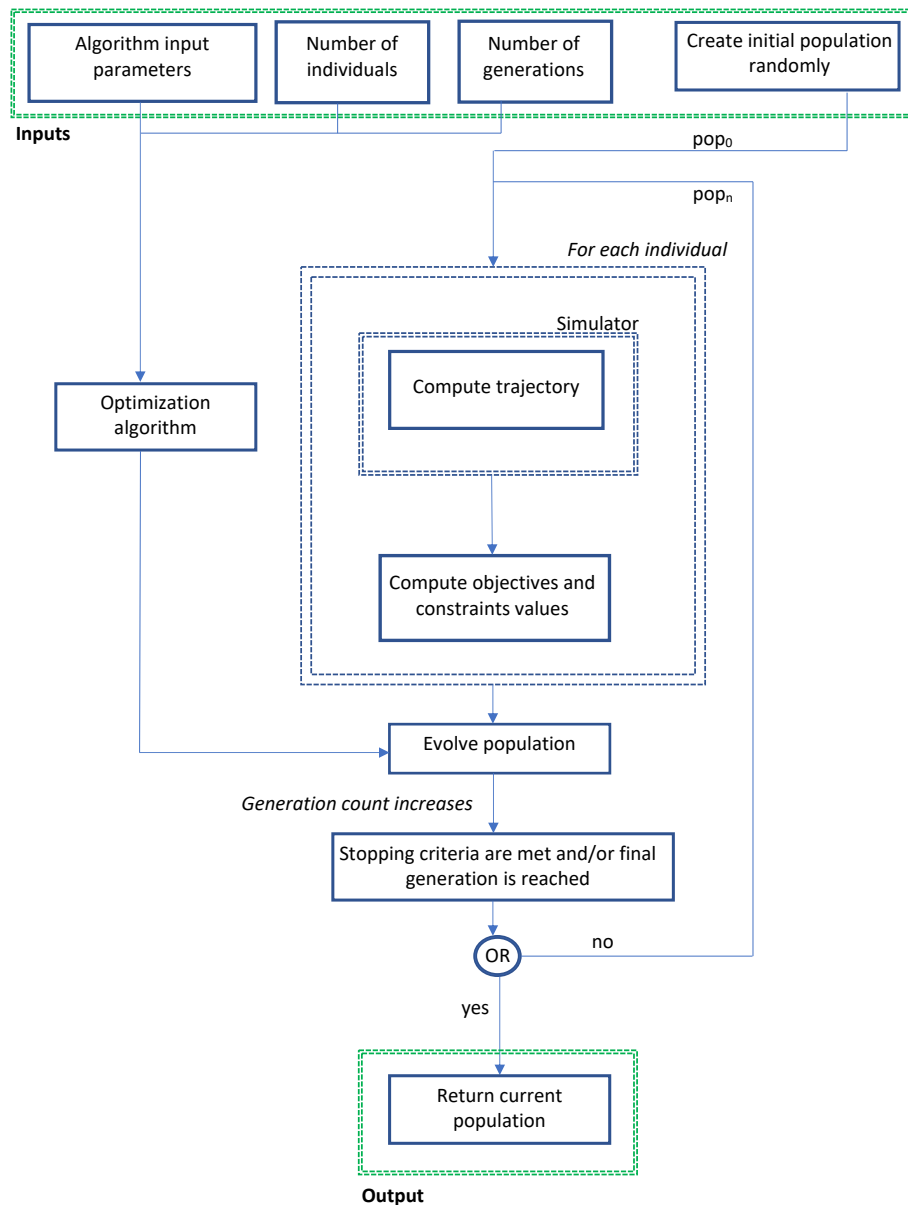 Algorithm input
parameters
Number of
individuals
Number of
generations
Create initial population
randomly
Inputs
pop₀
popₙ
For each individual
Simulator
Compute trajectory
Optimization
algorithm
Compute objectives and
constraints values
Evolve population
Generation count increases
Stopping criteria are met and/or final
generation is reached
OR
no
yes
Return current
population
Output